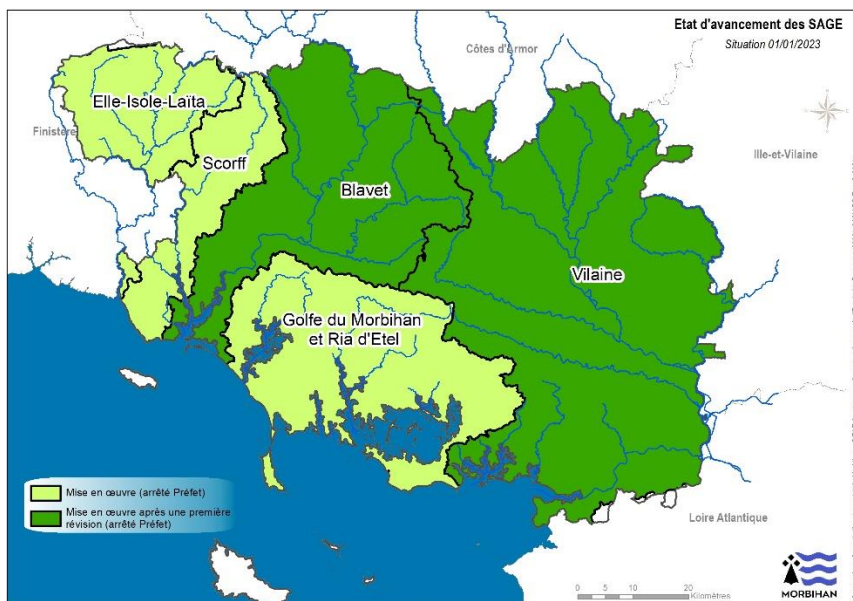 Etat d'avancement des SAGE
Situation 01/01/2023
Côtes d'Armor
Elle-Isole-Laïta
Finistère
Scorff
Ille-et-Vilaine
Blavet
Vilaine
Golfe du Morbihan
et Ria d'Etel
Mise en œuvre (arrêté Préfet)
Mise en œuvre après une première
révision (arrêté Préfet)
Loire Atlantique
0 5 10 20
Kilomètres
MORBIHAN